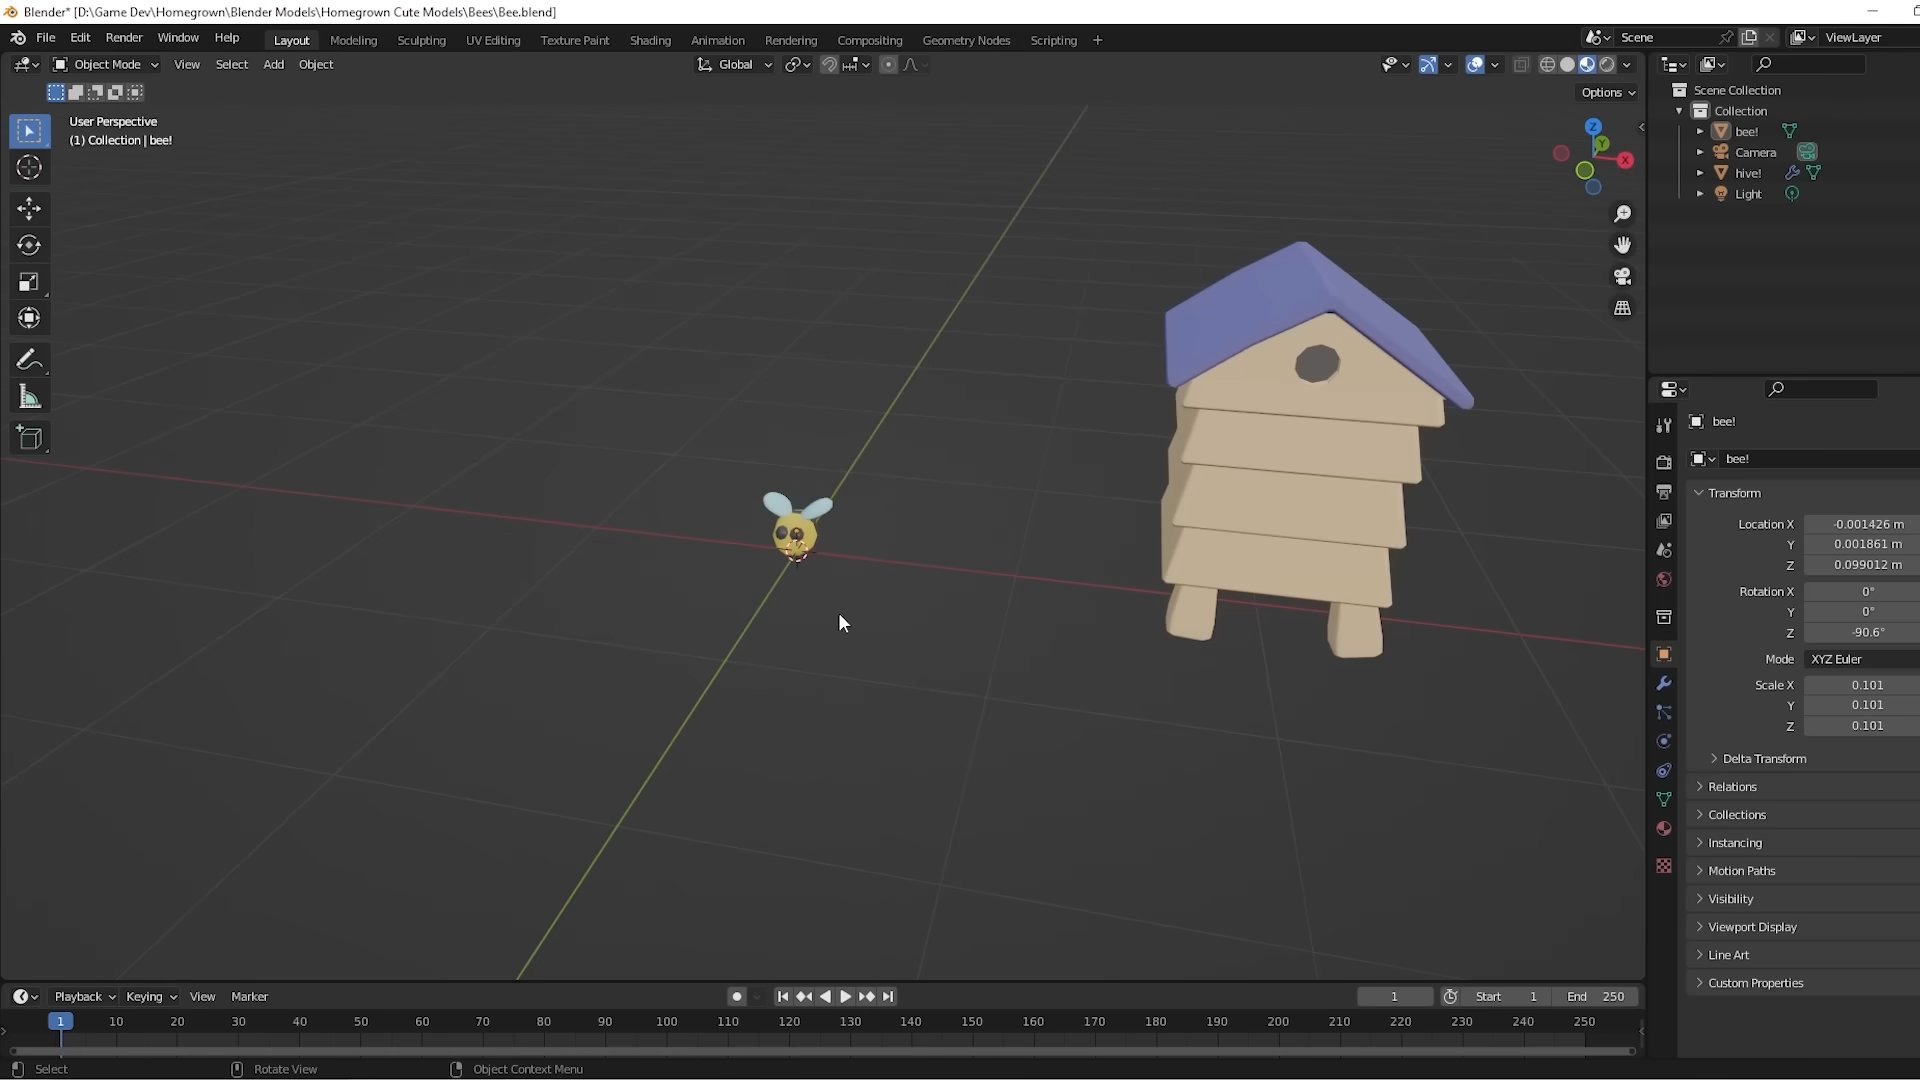 Blender* [D:\Game Dev\Homegrown\Blender Models\Homegrown Cute Models\Bees\Bee.blend]
File Edit Render Window Help Layout Modeling Sculpting UV Editing Texture Paint Shading Animation Rendering Compositing Geometry Nodes Scripting + Scene ViewLayer
Object Mode View Select Add Object Global
Options
User Perspective
(1) Collection | bee!
Z
Y
X
Scene Collection
Collection
bee!
Camera
hive!
Light
bee!
bee!
Transform
Location X -0.001426 m
Y 0.001861 m
Z 0.099012 m
Rotation X 0°
Y 0°
Z -90.6°
Mode XYZ Euler
Scale X 0.101
Y 0.101
Z 0.101
Delta Transform
Relations
Collections
Instancing
Motion Paths
Visibility
Viewport Display
Line Art
Custom Properties
Playback Keying View Marker 1 Start 1 End 250
1 10 20 30 40 50 60 70 80 90 100 110 120 130 140 150 160 170 180 190 200 210 220 230 240 250
Select Rotate View Object Context Menu